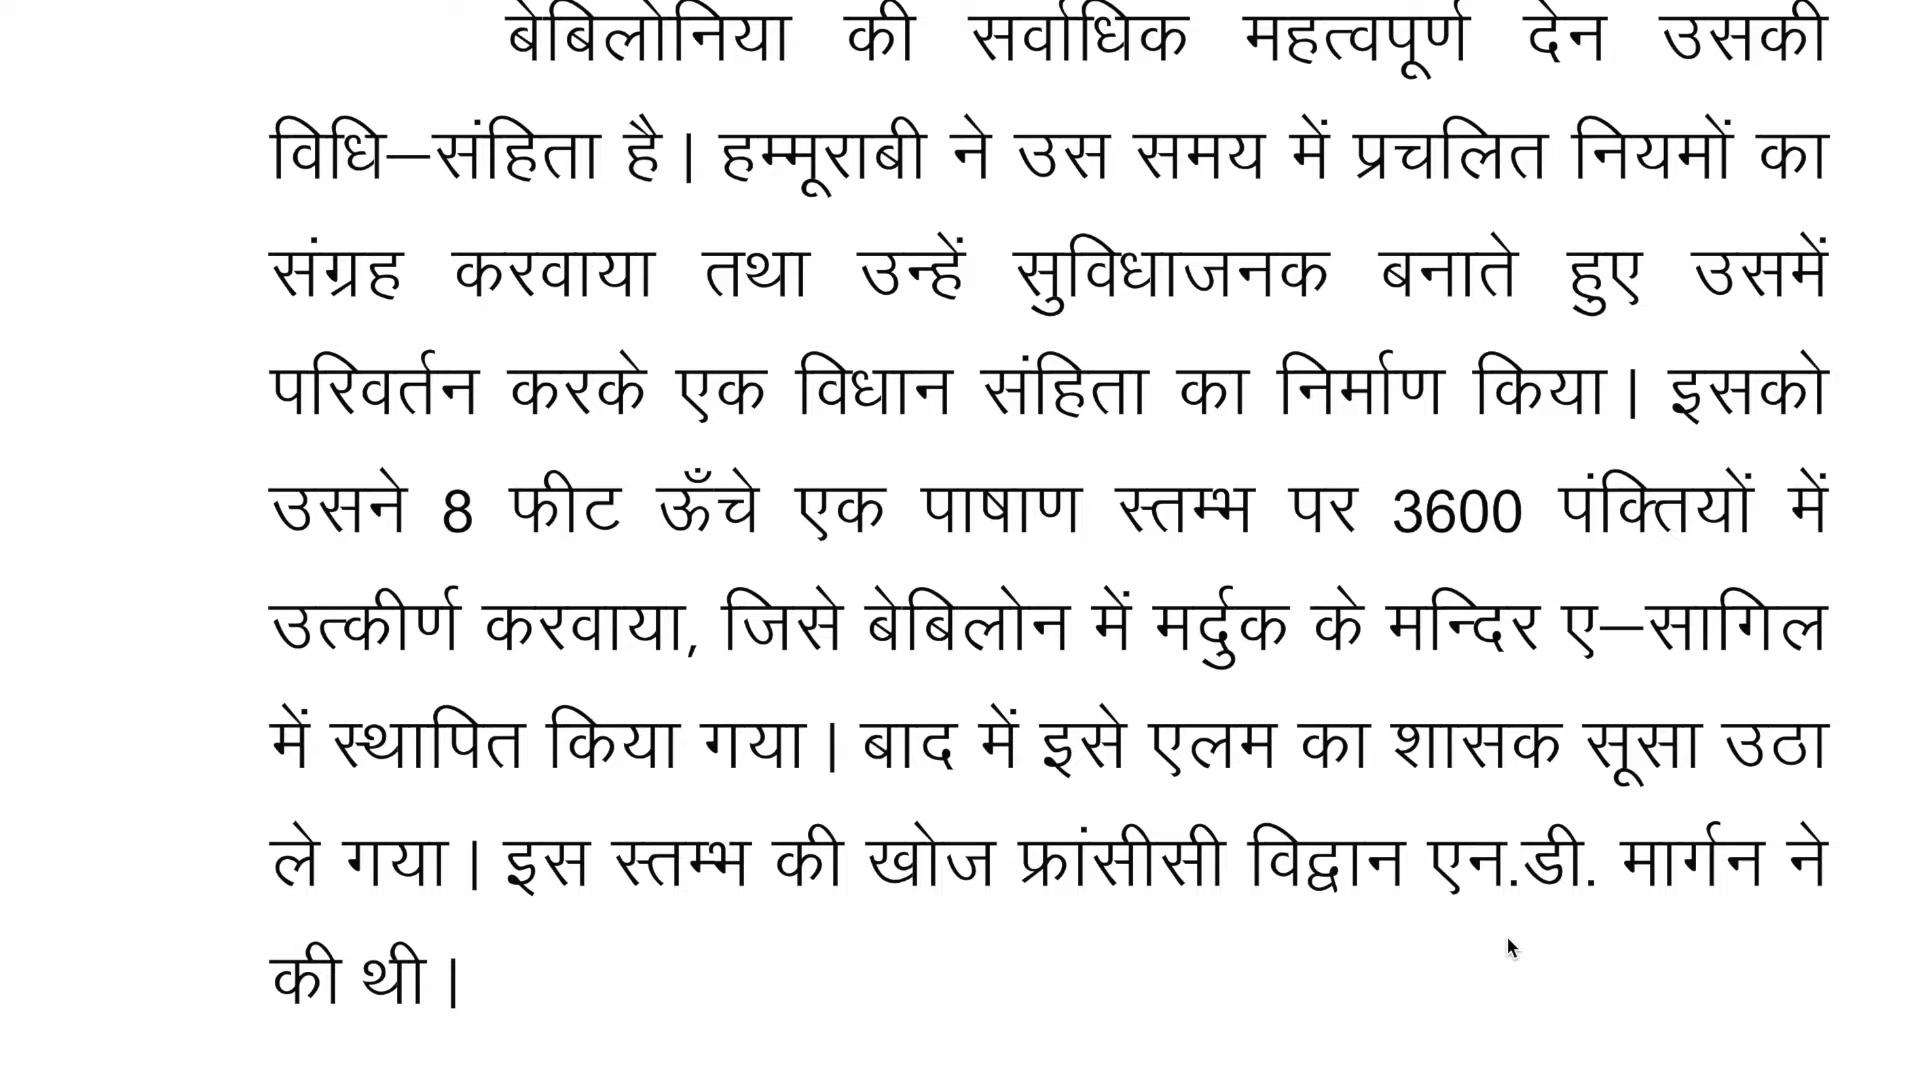 बेबिलोनिया की सर्वाधिक महत्वपूर्ण देन उसकी
विधि–संहिता है। हम्मूराबी ने उस समय में प्रचलित नियमों का
संग्रह करवाया तथा उन्हें सुविधाजनक बनाते हुए उसमें
परिवर्तन करके एक विधान संहिता का निर्माण किया। इसको
उसने 8 फीट ऊँचे एक पाषाण स्तम्भ पर 3600 पंक्तियों में
उत्कीर्ण करवाया, जिसे बेबिलोन में मर्दुक के मन्दिर ए–सागिल
में स्थापित किया गया। बाद में इसे एलम का शासक सूसा उठा
ले गया। इस स्तम्भ की खोज फ्रांसीसी विद्वान एन.डी. मार्गन ने
की थी।